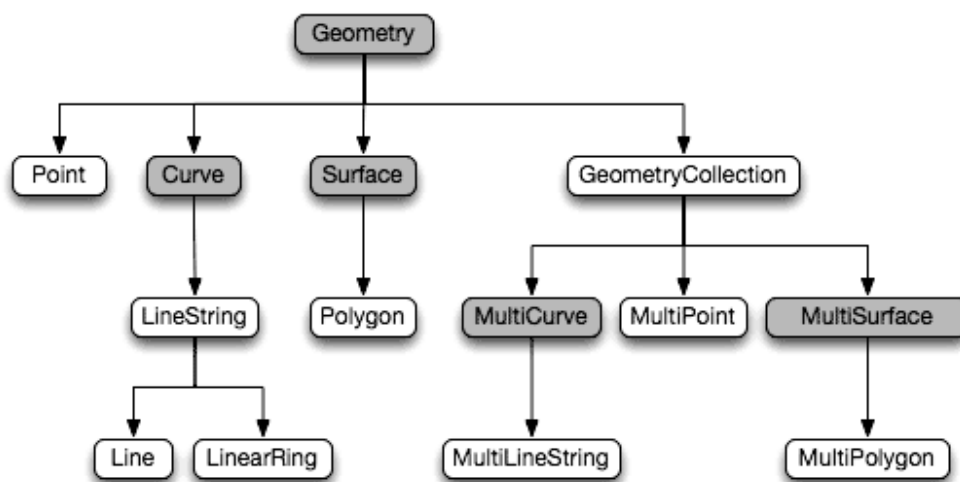 Geometry
Point
Curve
Surface
GeometryCollection
LineString
Polygon
MultiCurve
MultiPoint
MultiSurface
Line
LinearRing
MultiLineString
MultiPolygon